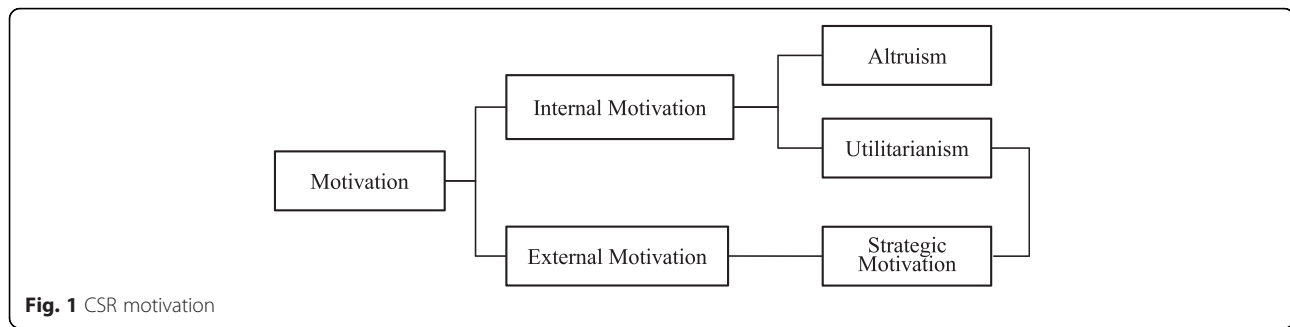 Altruism
Internal Motivation
Utilitarianism
Motivation
External Motivation
Strategic
Motivation
Fig. 1 CSR motivation